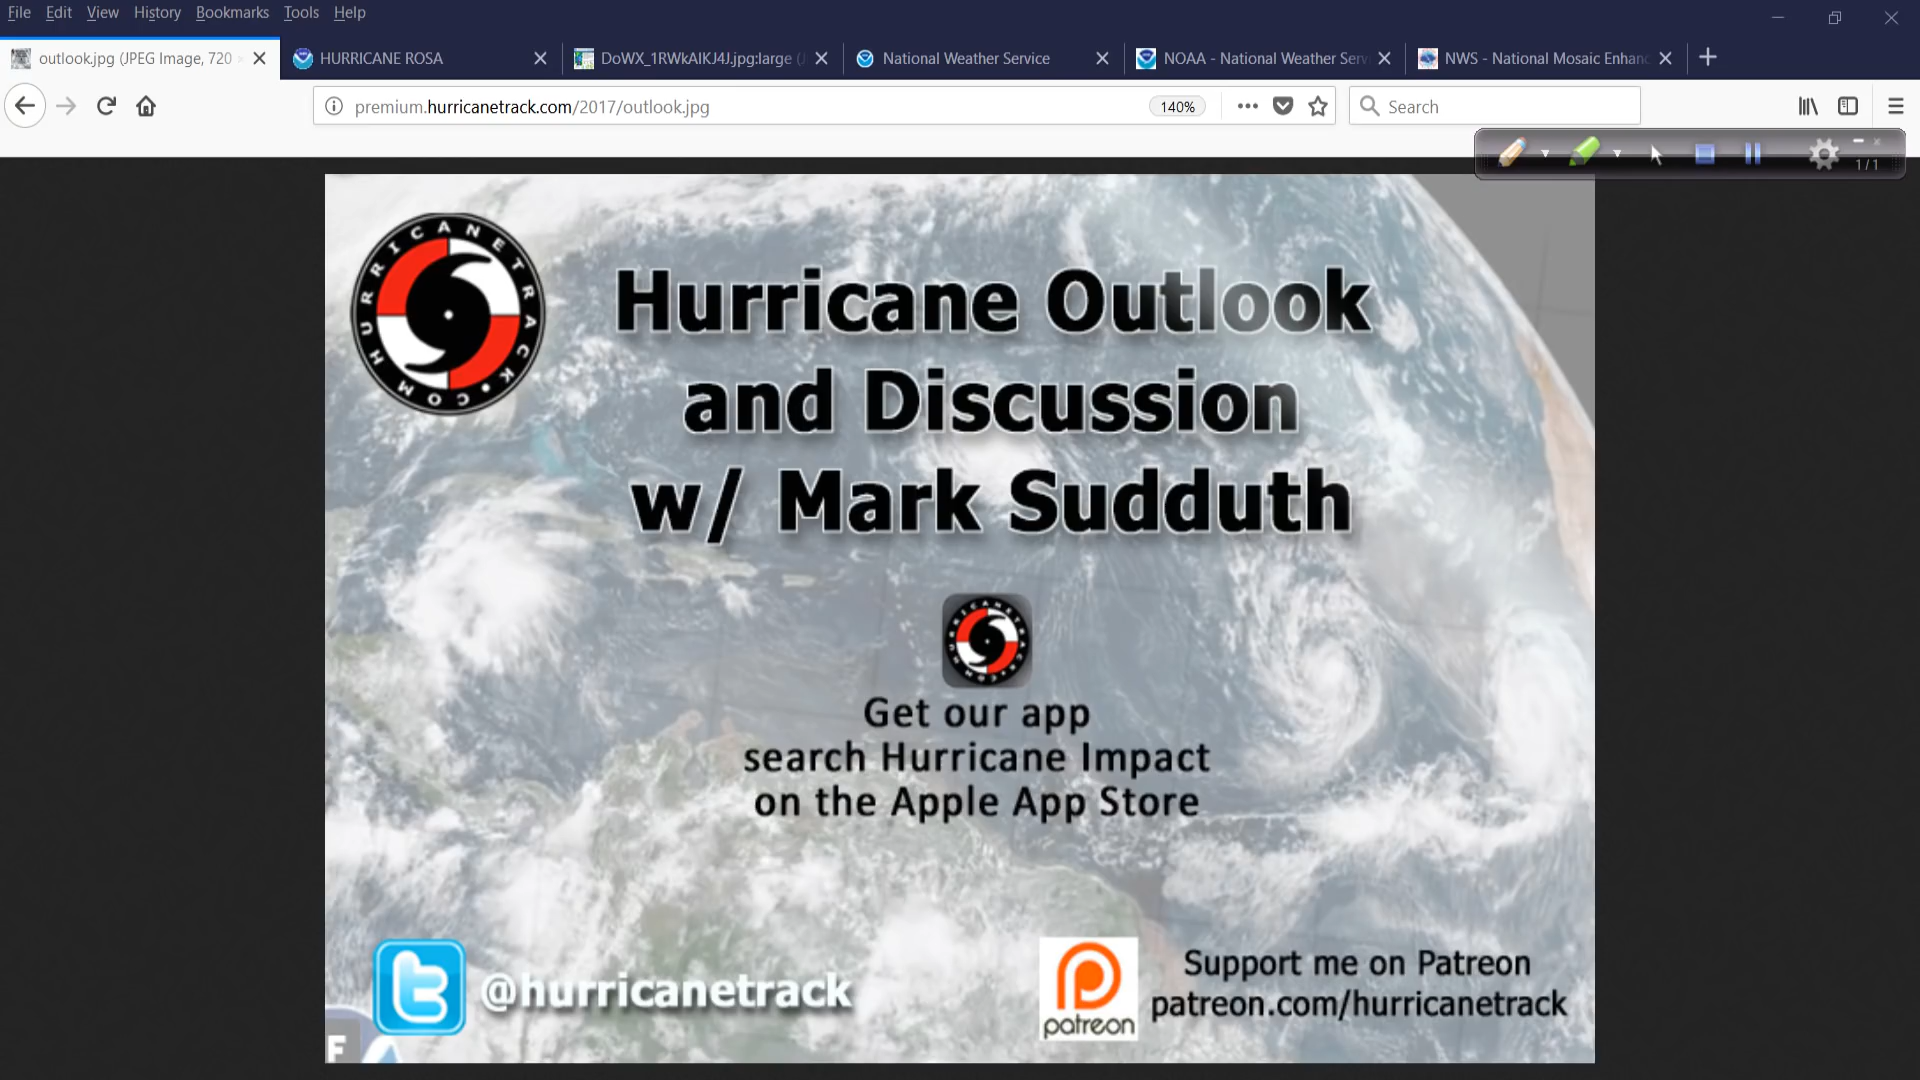 File Edit View History Bookmarks Tools Help
outlook.jpg (JPEG Image, 720
HURRICANE ROSA
DoWX_1RWkAIKJ4J.jpg:large (
National Weather Service
NOAA - National Weather Serv
NWS - National Mosaic Enhanc
premium.hurricanetrack.com/2017/outlook.jpg
140%
Search
1/1
HURRICANETRACK.COM
Hurricane Outlook
and Discussion
w/ Mark Sudduth
HURRICANETRACK.COM
Get our app
search Hurricane Impact
on the Apple App Store
@hurricanetrack
patreon
Support me on Patreon
patreon.com/hurricanetrack
F